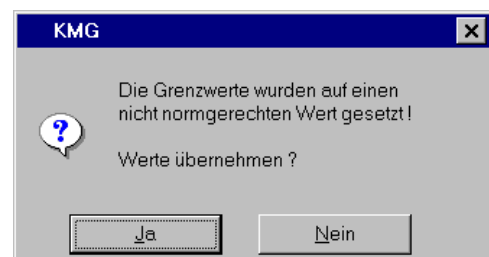 KMG
Die Grenzwerte wurden auf einen
nicht normgerechten Wert gesetzt !
Werte übernehmen ?
Ja
Nein